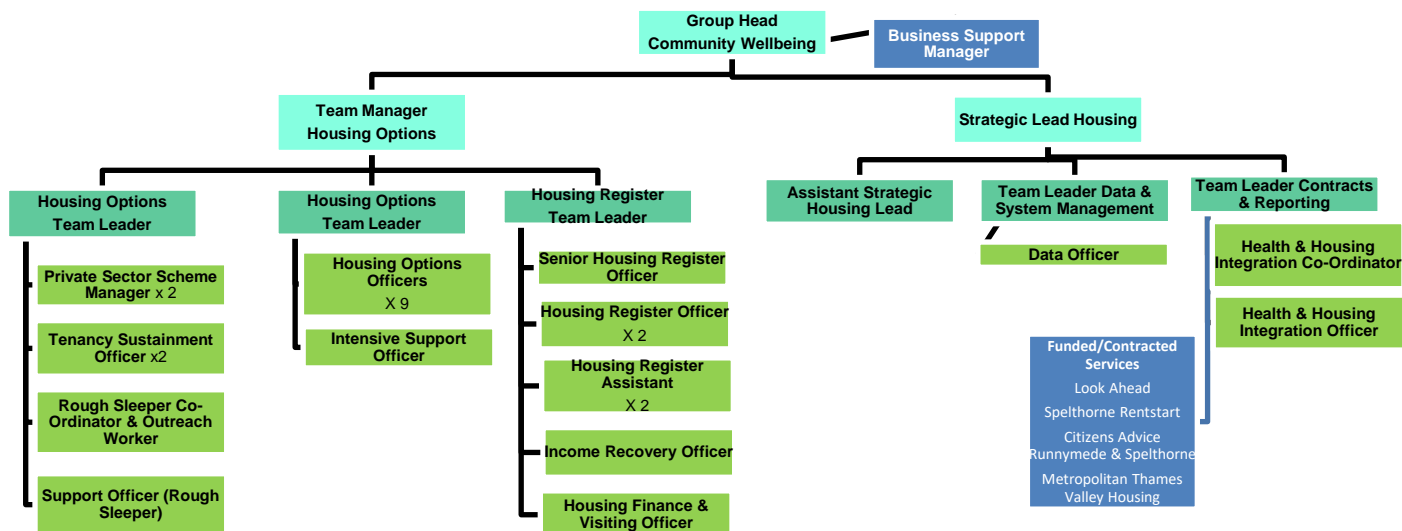 Group Head
Community Wellbeing
Business Support
Manager
Team Manager
Housing Options
Strategic Lead Housing
Housing Options
Team Leader
Housing Options
Team Leader
Housing Register
Team Leader
Assistant Strategic
Housing Lead
Team Leader Data &
System Management
Team Leader Contracts
& Reporting
Private Sector Scheme
Manager x 2
Tenancy Sustainment
Officer x2
Rough Sleeper Co-
Ordinator & Outreach
Worker
Support Officer (Rough
Sleeper)
Housing Options
Officers
X 9
Intensive Support
Officer
Senior Housing Register
Officer
Housing Register Officer
X 2
Housing Register
Assistant
X 2
Income Recovery Officer
Housing Finance &
Visiting Officer
Data Officer
Health & Housing
Integration Co-Ordinator
Health & Housing
Integration Officer
Funded/Contracted
Services
Look Ahead
Spelthorne Rentstart
Citizens Advice
Runnymede & Spelthorne
Metropolitan Thames
Valley Housing